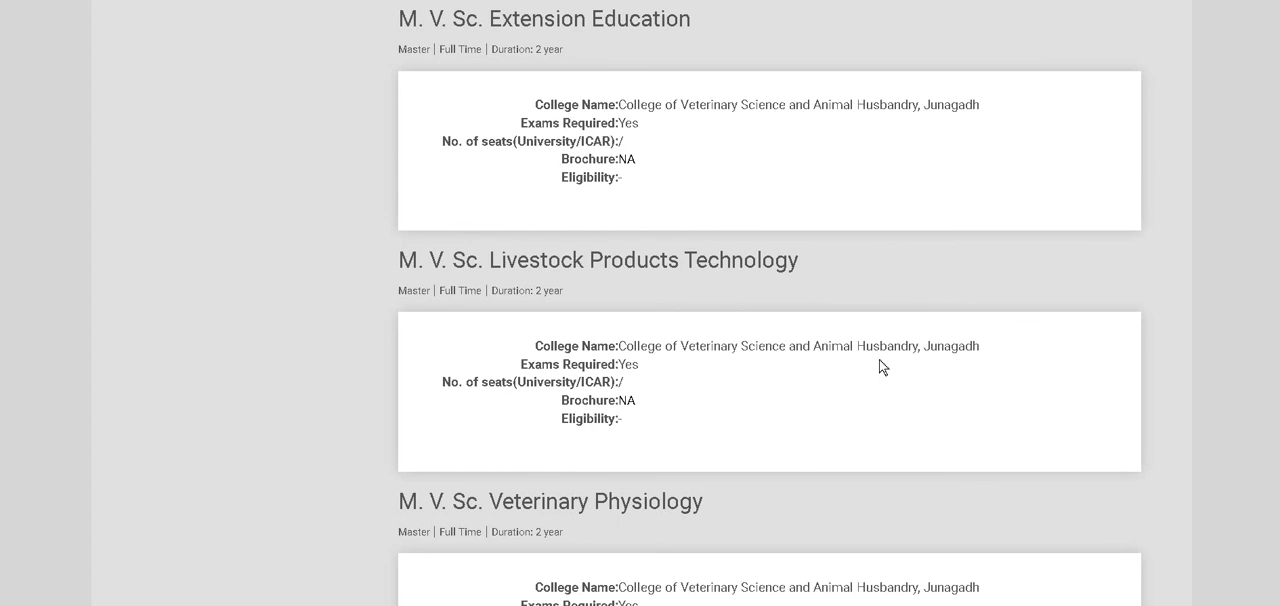 M. V. Sc. Extension Education
Master | Full Time | Duration: 2 year
College Name:College of Veterinary Science and Animal Husbandry, Junagadh
Exams Required:Yes
No. of seats(University/ICAR):/
Brochure:NA
Eligibility:-
M. V. Sc. Livestock Products Technology
Master | Full Time | Duration: 2 year
College Name:College of Veterinary Science and Animal Husbandry, Junagadh
Exams Required:Yes
No. of seats(University/ICAR):/
Brochure:NA
Eligibility:-
M. V. Sc. Veterinary Physiology
Master | Full Time | Duration: 2 year
College Name:College of Veterinary Science and Animal Husbandry, Junagadh
Exams Required:Yes